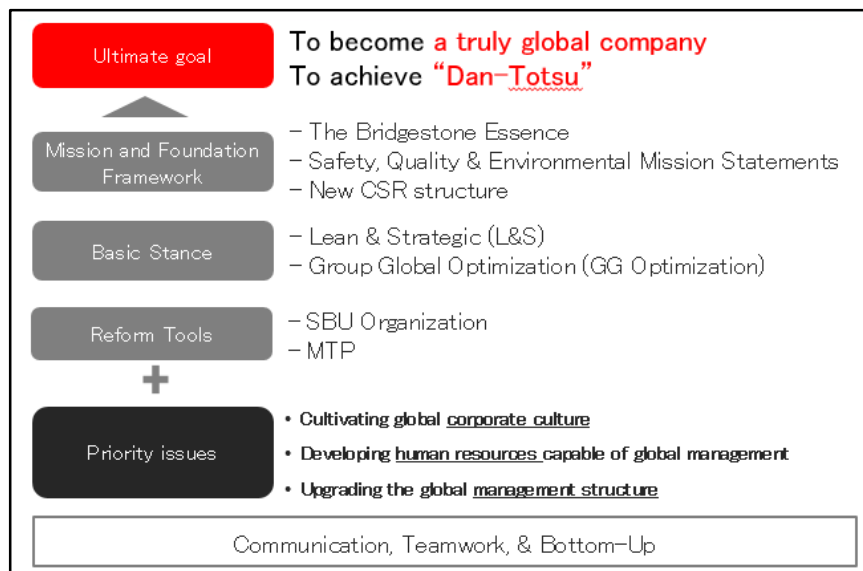 Ultimate goal
To become a truly global company
To achieve “Dan-Totsu”
Mission and Foundation
Framework
- The Bridgestone Essence
- Safety, Quality & Environmental Mission Statements
- New CSR structure
Basic Stance
- Lean & Strategic (L&S)
- Group Global Optimization (GG Optimization)
Reform Tools
- SBU Organization
- MTP
+
Priority issues
• Cultivating global corporate culture
• Developing human resources capable of global management
• Upgrading the global management structure
Communication, Teamwork, & Bottom-Up